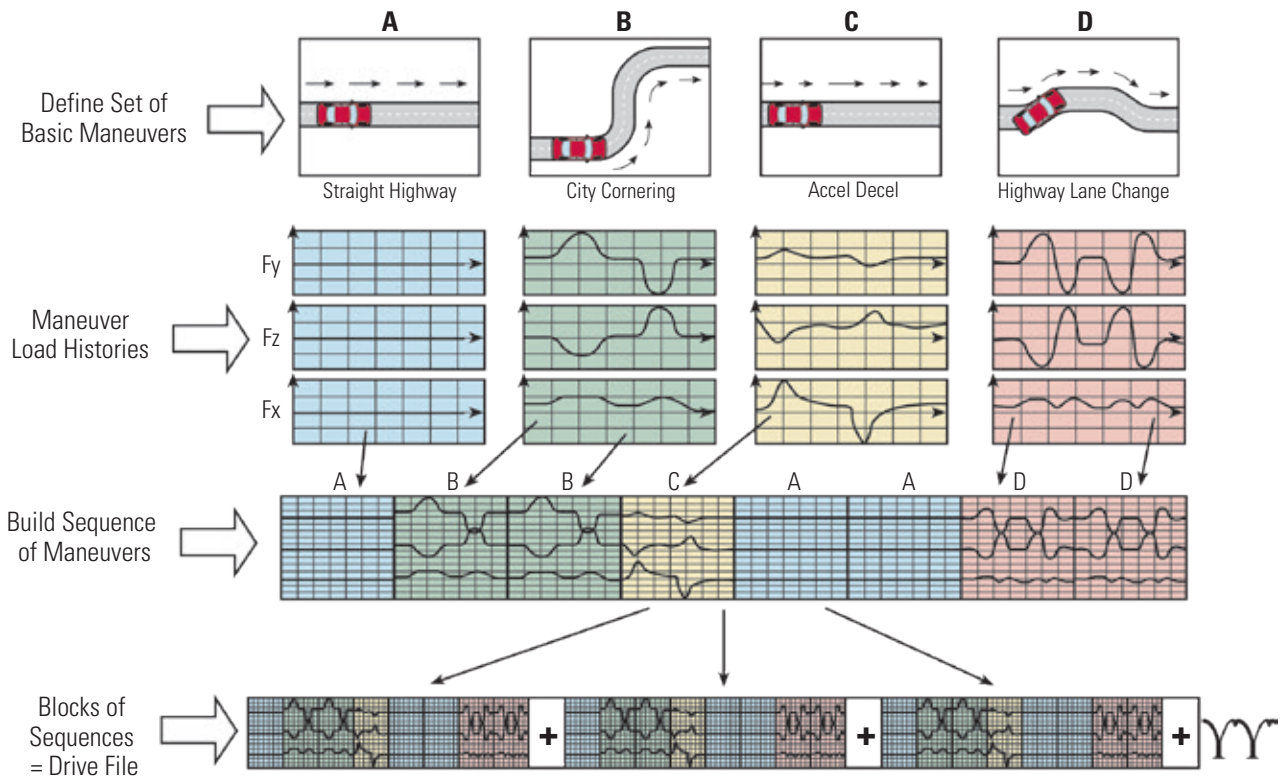 A
B
C
D
Define Set of
Basic Maneuvers
Straight Highway
City Cornering
Accel Decel
Highway Lane Change
Maneuver
Load Histories
Fy
Fz
Fx
A
B
B
C
A
A
D
D
Build Sequence
of Maneuvers
Blocks of
Sequences
= Drive File
+
+
+